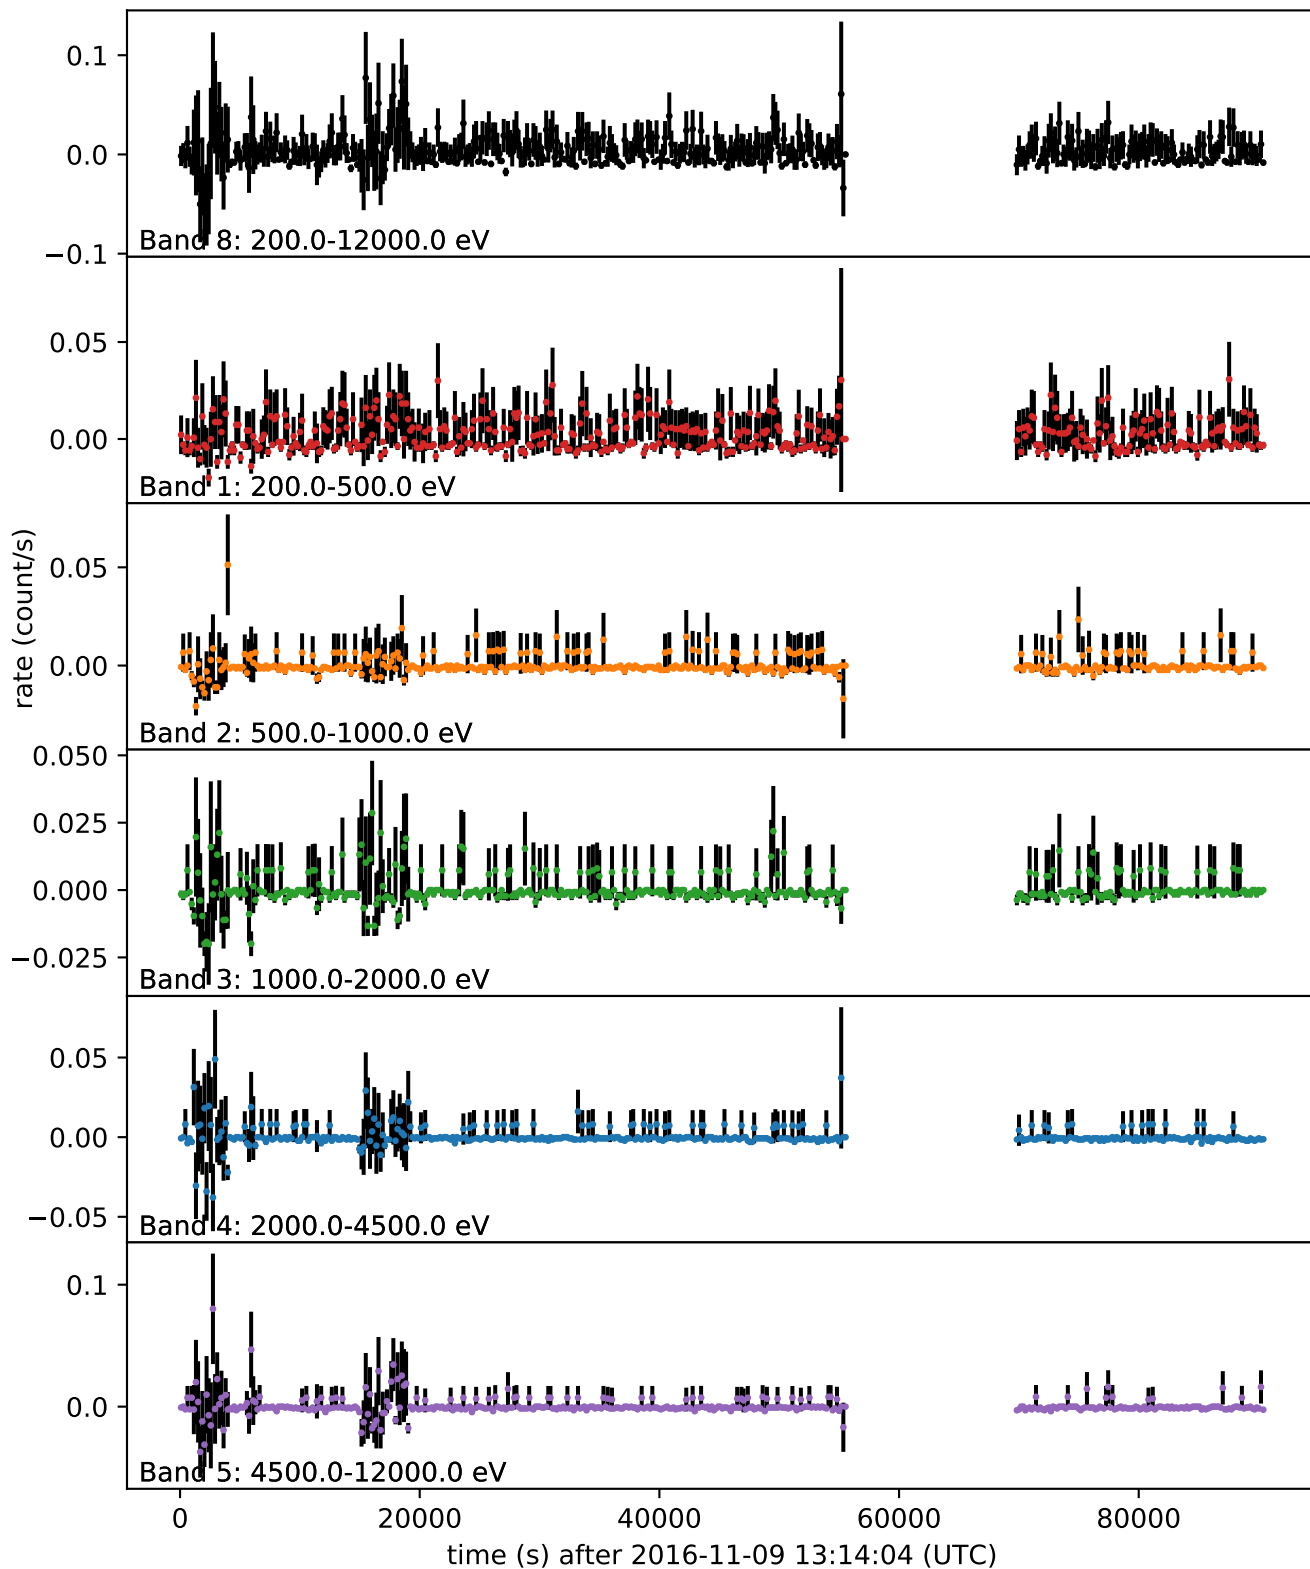 0.1
0.0
−0.1
Band 8: 200.0-12000.0 eV
0.05
0.00
Band 1: 200.0-500.0 eV
rate (count/s)
0.05
0.00
Band 2: 500.0-1000.0 eV
0.050
0.025
0.000
−0.025
Band 3: 1000.0-2000.0 eV
0.05
0.00
−0.05
Band 4: 2000.0-4500.0 eV
0.1
0.0
Band 5: 4500.0-12000.0 eV
0 20000 40000 60000 80000
time (s) after 2016-11-09 13:14:04 (UTC)